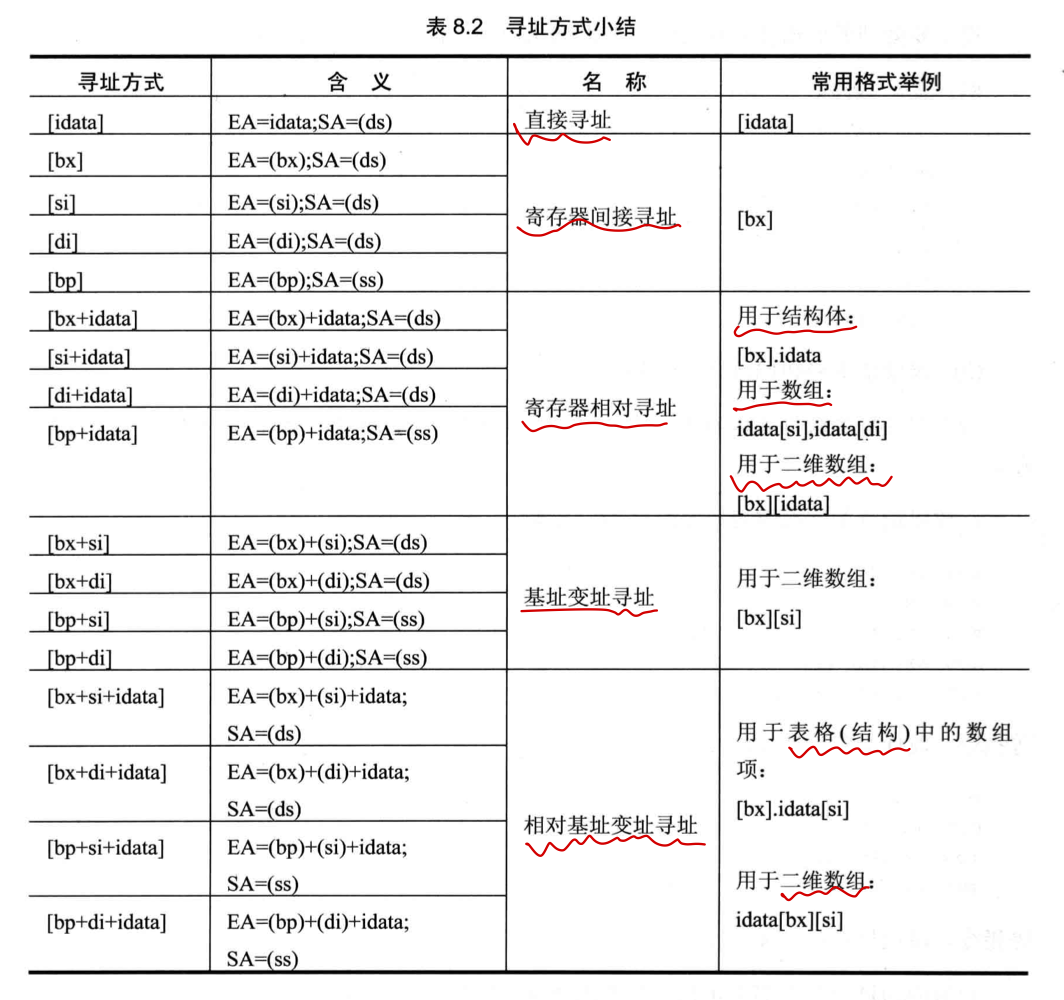 表 8.2 寻址方式小结
寻址方式 含 义 名 称 常用格式举例
[idata] EA=idata;SA=(ds) 直接寻址 [idata]
[bx] EA=(bx);SA=(ds)
[si] EA=(si);SA=(ds)
寄存器间接寻址 [bx]
[di] EA=(di);SA=(ds)
[bp] EA=(bp);SA=(ss)
[bx+idata] EA=(bx)+idata;SA=(ds) 用于结构体：
[si+idata] EA=(si)+idata;SA=(ds) [bx].idata
[di+idata] EA=(di)+idata;SA=(ds) 用于数组：
寄存器相对寻址
[bp+idata] EA=(bp)+idata;SA=(ss) idata[si],idata[di]
用于二维数组：
[bx][idata]
[bx+si] EA=(bx)+(si);SA=(ds)
[bx+di] EA=(bx)+(di);SA=(ds) 用于二维数组：
基址变址寻址
[bp+si] EA=(bp)+(si);SA=(ss) [bx][si]
[bp+di] EA=(bp)+(di);SA=(ss)
[bx+si+idata] EA=(bx)+(si)+idata;
SA=(ds) 用于表格(结构)中的数组
[bx+di+idata] EA=(bx)+(di)+idata; 项：
SA=(ds) [bx].idata[si]
相对基址变址寻址
[bp+si+idata] EA=(bp)+(si)+idata;
SA=(ss) 用于二维数组：
[bp+di+idata] EA=(bp)+(di)+idata; idata[bx][si]
SA=(ss)